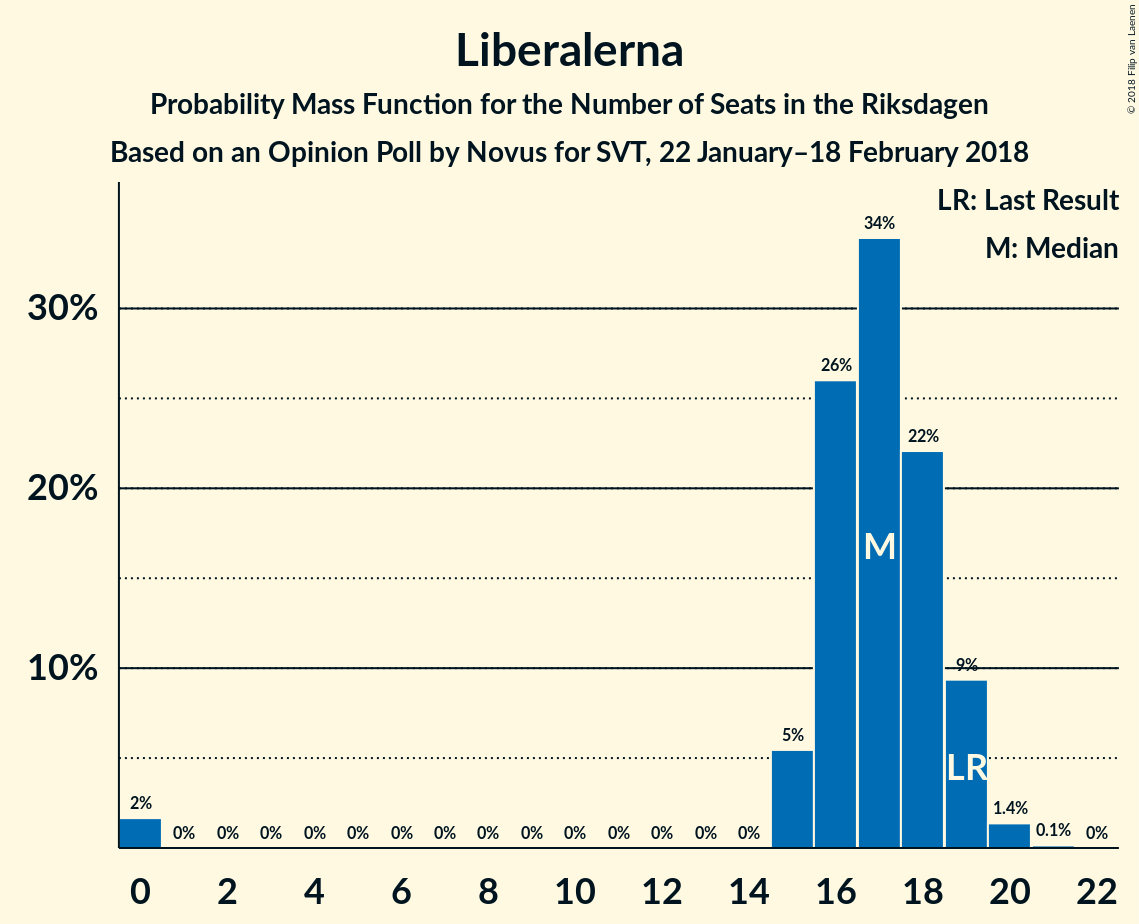 © 2018 Filip van Laenen
Liberalerna
Probability Mass Function for the Number of Seats in the Riksdagen
Based on an Opinion Poll by Novus for SVT, 22 January–18 February 2018
LR: Last Result
M: Median
34%
30%
26%
22%
20%
M
10%
9%
5%
LR
2%
0% 0% 0% 0% 0% 0% 0% 0% 0% 0% 0% 0% 0% 0%
1.4%
0.1%
0%
0 2 4 6 8 10 12 14 16 18 20 22